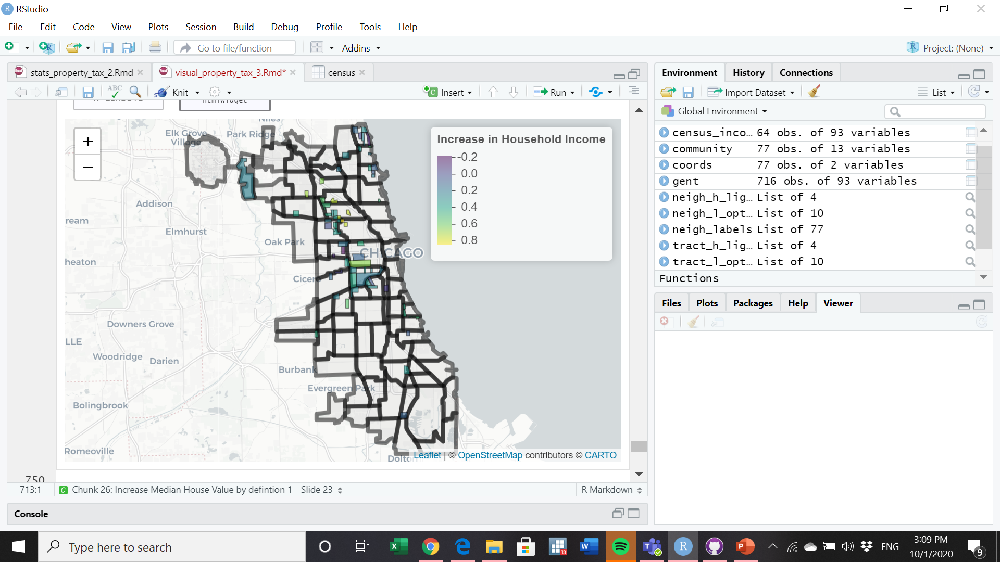 RStudio
File Edit Code View Plots Session Build Debug Profile Tools Help
Go to file/function Addins Project: (None)
stats_property_tax_2.Rmd visual_property_tax_3.Rmd* census
ABC Knit Insert Run
Increase in Household Income
-0.2
0.0
0.2
0.4
0.6
0.8
+
−
Niles
Elk Grove
Village
Park Ridge
Addison
ream
Elmhurst
Oak Park
CHICAGO
heaton
Cicero
Downers Grove
LLE
Woodridge
Darien
Burbank
Evergreen Park
Bolingbrook
Romeoville
Dolton
Leaflet | © OpenStreetMap contributors © CARTO
750
713:1 Chunk 26: Increase Median House Value by defintion 1 - Slide 23 R Markdown
Console
Environment History Connections
Import Dataset List
Global Environment
census_inco… 64 obs. of 93 variables
community 77 obs. of 13 variables
coords 77 obs. of 2 variables
gent 716 obs. of 93 variables
neigh_h_lig… List of 4
neigh_l_opt… List of 10
neigh_labels List of 77
tract_h_lig… List of 4
tract_l_opt… List of 10
Functions
Files Plots Packages Help Viewer
Type here to search
13
ENG
3:09 PM
10/1/2020
9